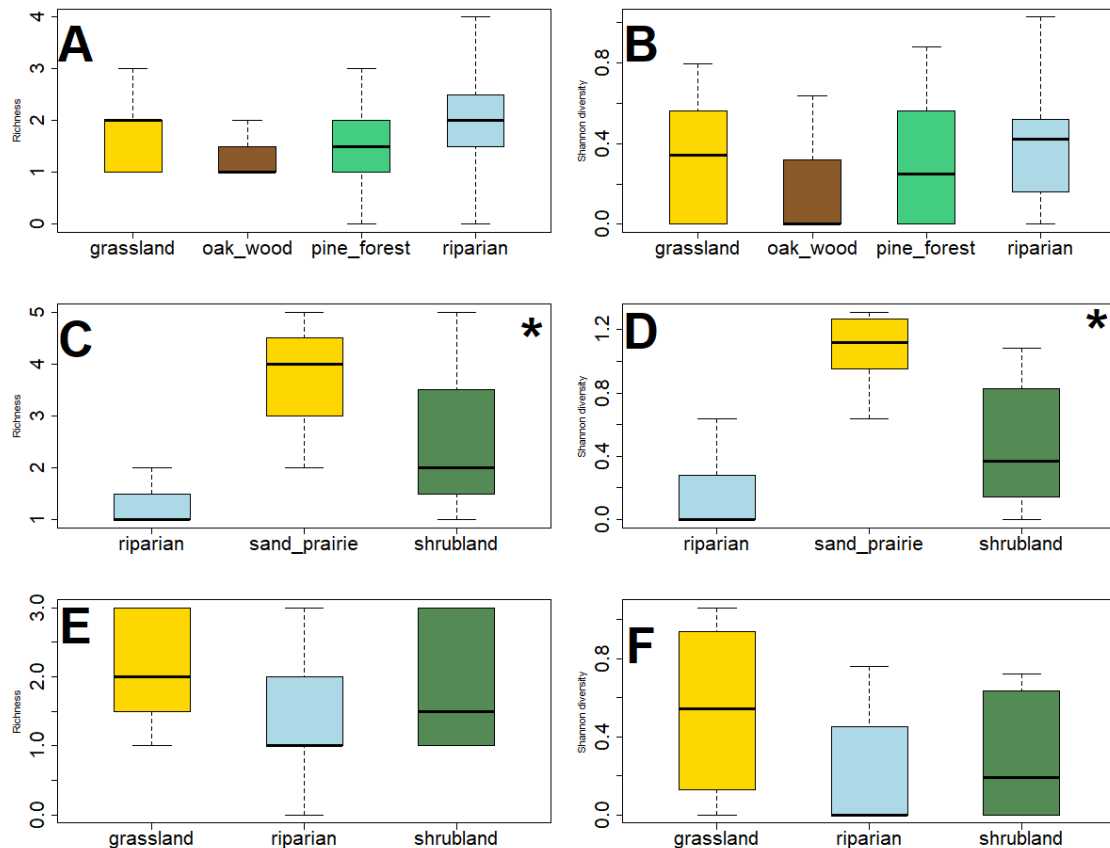 A
Richness
4
3
2
1
0
grassland oak_wood pine_forest riparian
B
Shannon diversity
0.8
0.4
0.0
grassland oak_wood pine_forest riparian
C
*
Richness
5
4
3
2
1
riparian sand_prairie shrubland
D
*
Shannon diversity
1.2
0.8
0.4
0.0
riparian sand_prairie shrubland
E
Richness
3.0
2.0
1.0
0.0
grassland riparian shrubland
F
Shannon diversity
0.8
0.4
0.0
grassland riparian shrubland